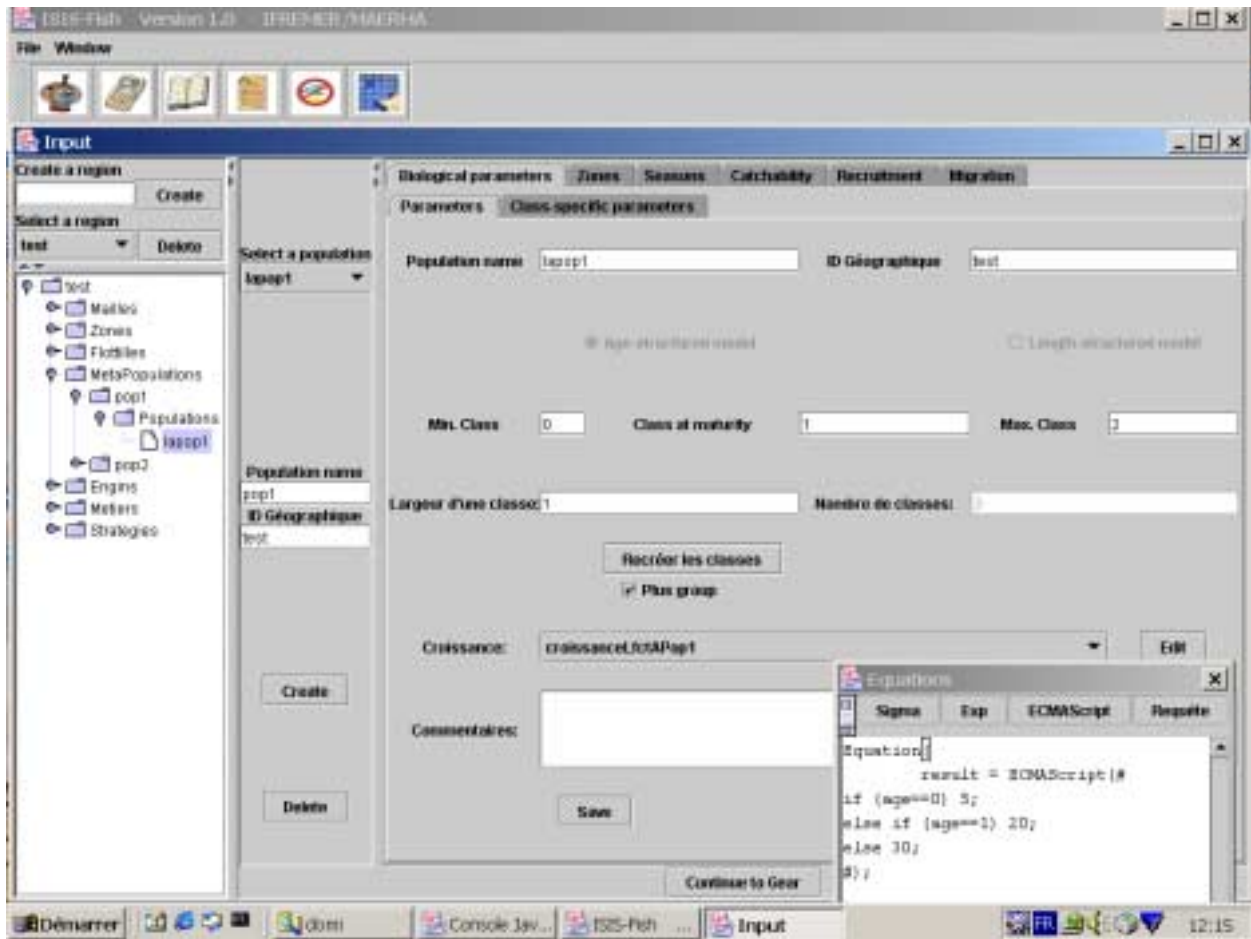 ISIS-Fish Version 1.0 IFREMER/MAERHA
File Window
Input
Create a region
Create
Select a region
test
Delete
test
Mailles
Zones
Flottilles
MetaPopulations
pop1
Populations
lapop1
pop2
Engins
Metiers
Strategies
Select a population
lapop1
Population name
pop1
ID Géographique
test
Create
Delete
Biological parameters Zones Seasons Catchability Recruitment Migration
Parameters Class-specific parameters
Population name lapop1 ID Géographique test
Age-structured model Length-structured model
Min. Class 0 Class at maturity 1 Max. Class
Largeur d'une classe: 1 Nombre de classes:
Recréer les classes
Plus group
Croissance: Edit
Commentaires:
Save
Continue to Gear
Equations
Sigma Exp ECMAScript Requête
Equation(
result = ECMAScript(#
if (age==0) 5;
else if (age==1) 20;
else 30;
#);
Démarrer domi Console Jav... ISIS-Fish ... Input FR 12:15